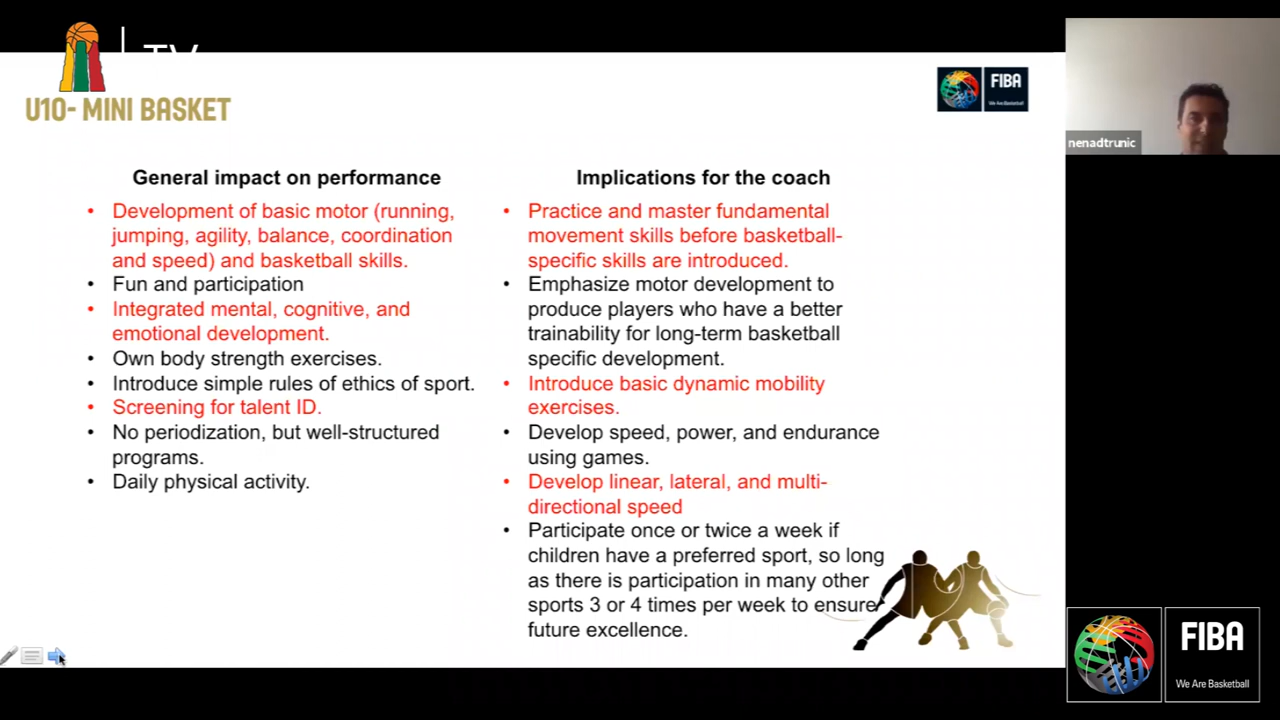 TV
U10- MINI BASKET
FIBA
We Are Basketball
nenadtrunic
General impact on performance
• Development of basic motor (running,
jumping, agility, balance, coordination
and speed) and basketball skills.
• Fun and participation
• Integrated mental, cognitive, and
emotional development.
• Own body strength exercises.
• Introduce simple rules of ethics of sport.
• Screening for talent ID.
• No periodization, but well-structured
programs.
• Daily physical activity.
Implications for the coach
• Practice and master fundamental
movement skills before basketball-
specific skills are introduced.
• Emphasize motor development to
produce players who have a better
trainability for long-term basketball
specific development.
• Introduce basic dynamic mobility
exercises.
• Develop speed, power, and endurance
using games.
• Develop linear, lateral, and multi-
directional speed
• Participate once or twice a week if
children have a preferred sport, so long
as there is participation in many other
sports 3 or 4 times per week to ensure
future excellence.
FIBA
We Are Basketball